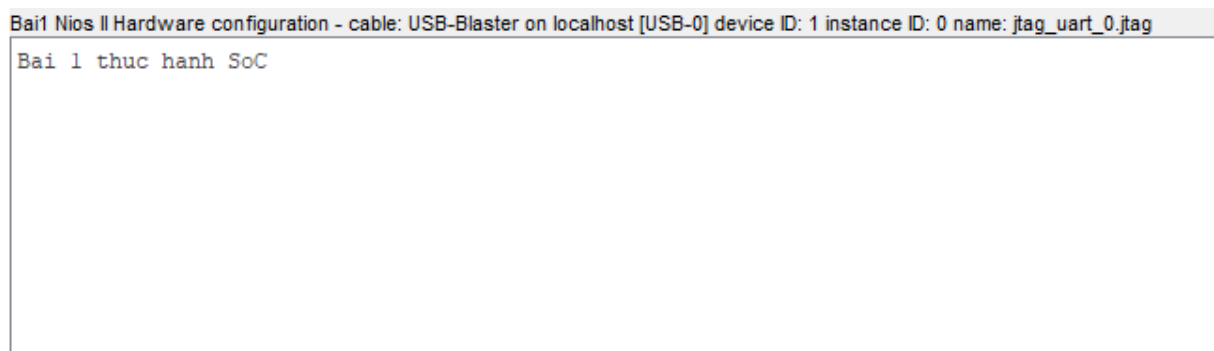 Bai1 Nios II Hardware configuration - cable: USB-Blaster on localhost [USB-0] device ID: 1 instance ID: 0 name: jtag_uart_0.jtag
Bai 1 thuc hanh SoC